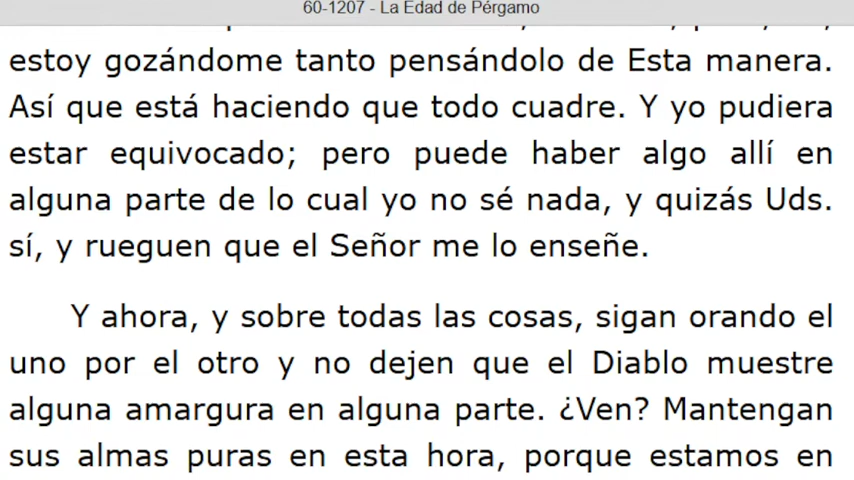 60-1207 - La Edad de Pérgamo
estoy gozándome tanto pensándolo de Esta manera.
Así que está haciendo que todo cuadre. Y yo pudiera
estar equivocado; pero puede haber algo allí en
alguna parte de lo cual yo no sé nada, y quizás Uds.
sí, y rueguen que el Señor me lo enseñe.
Y ahora, y sobre todas las cosas, sigan orando el
uno por el otro y no dejen que el Diablo muestre
alguna amargura en alguna parte. ¿Ven? Mantengan
sus almas puras en esta hora, porque estamos en